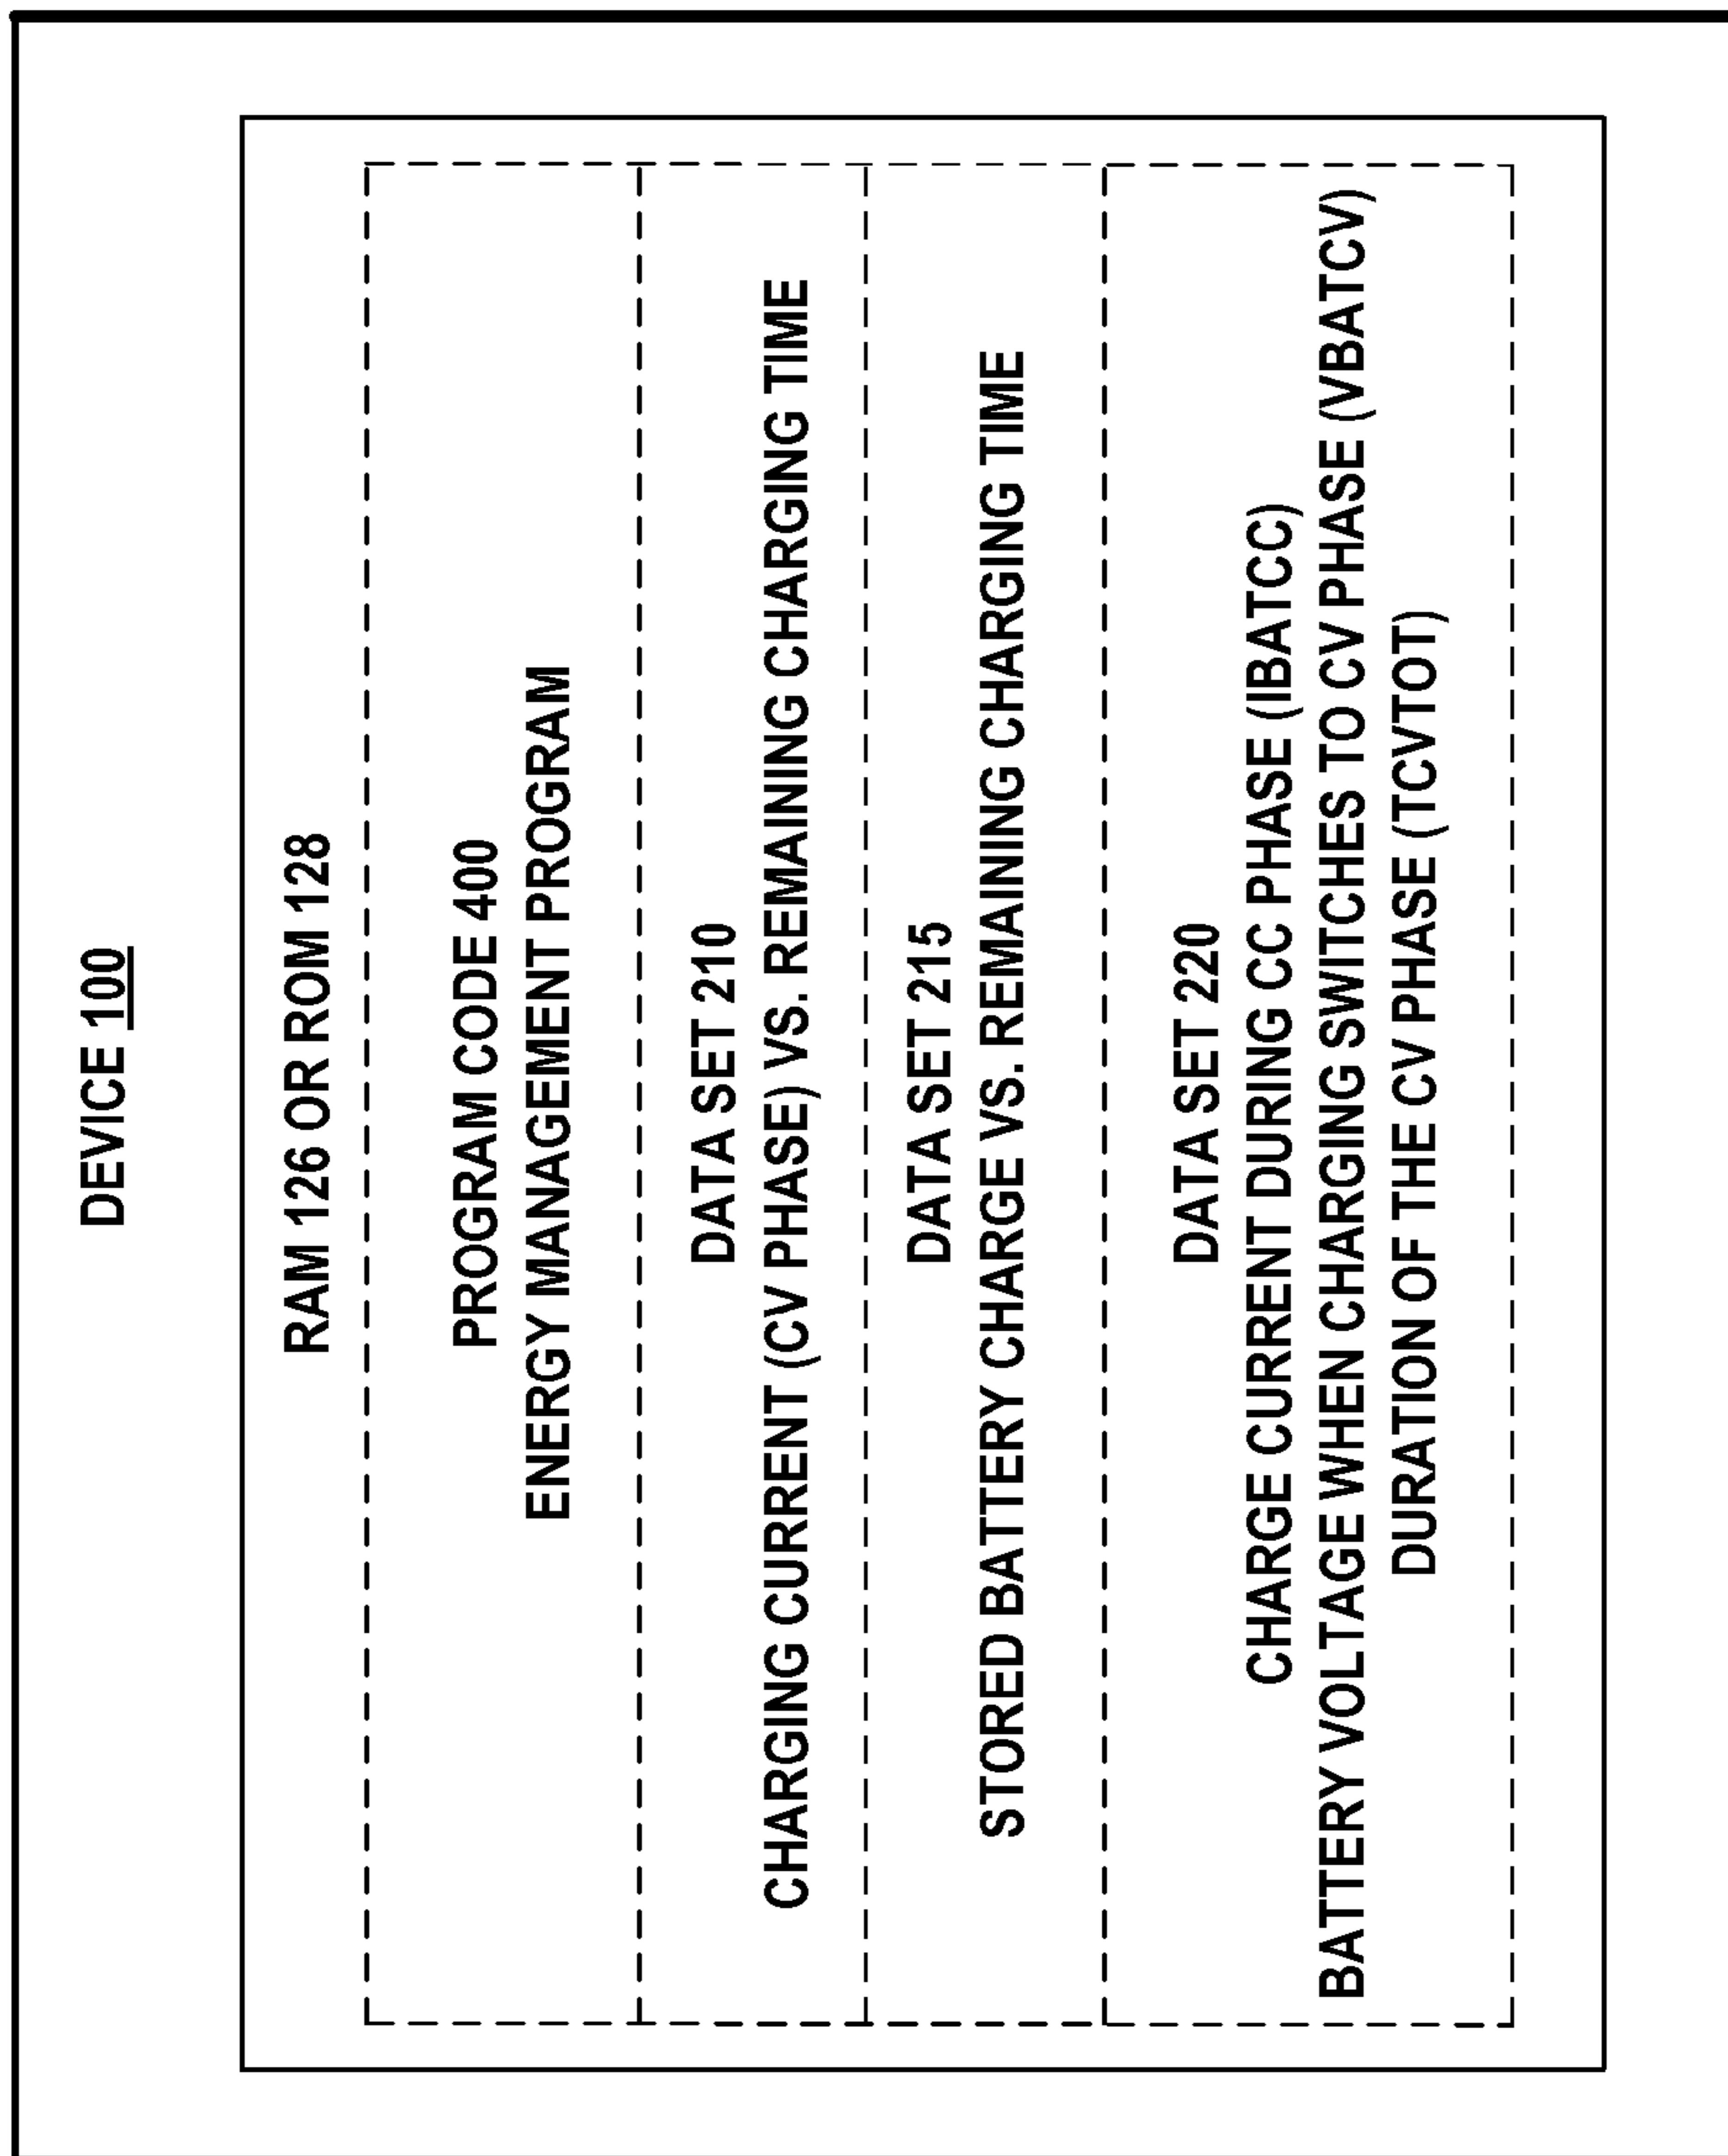 DEVICE 100
RAM 126 OR ROM 128
PROGRAM CODE 400
ENERGY MANAGEMENT PROGRAM
DATA SET 210
CHARGING CURRENT (CV PHASE) VS. REMAINING CHARGING TIME
DATA SET 215
STORED BATTERY CHARGE VS. REMAINING CHARGING TIME
DATA SET 220
CHARGE CURRENT DURING CC PHASE (IBATCC)
BATTERY VOLTAGE WHEN CHARGING SWITCHES TO CV PHASE (VBATCV)
DURATION OF THE CV PHASE (TCVTOT)